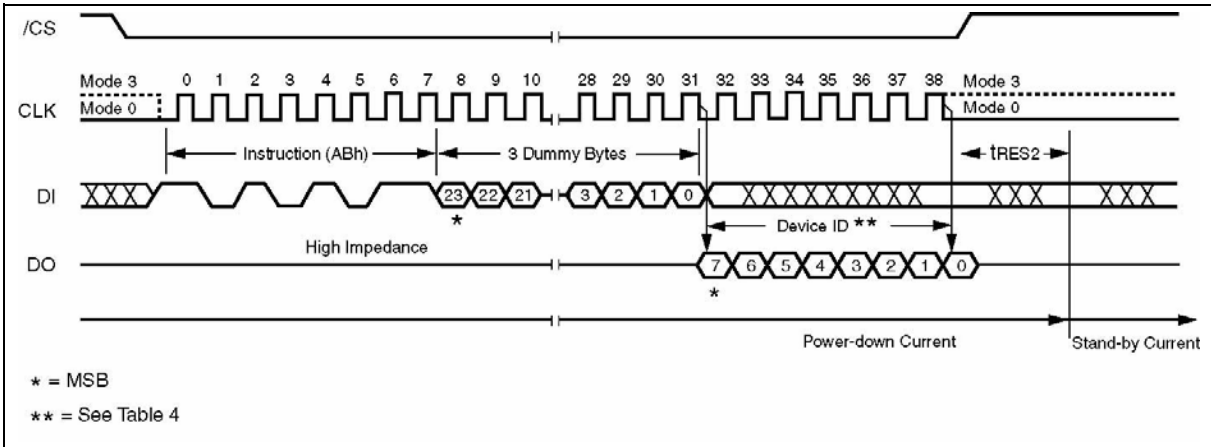 /CS
Mode 3 0 1 2 3 4 5 6 7 8 9 10 28 29 30 31 32 33 34 35 36 37 38 Mode 3
CLK Mode 0 Mode 0
Instruction (ABh) 3 Dummy Bytes tRES2
DI 23 22 21 3 2 1 0
* Device ID **
High Impedance
DO 7 6 5 4 3 2 1 0
*
Power-down Current Stand-by Current
* = MSB
** = See Table 4